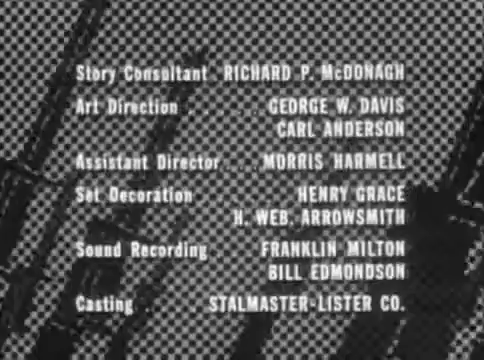 Story Consultant . RICHARD P. McDONAGH
Art Direction . . . . . . GEORGE W. DAVIS
CARL ANDERSON
Assistant Director . . . MORRIS HARMELL
Set Decoration HENRY GRACE
H. WEB. ARROWSMITH
Sound Recording . . . FRANKLIN MILTON
BILL EDMONDSON
Casting . . . . STALMASTER-LISTER CO.